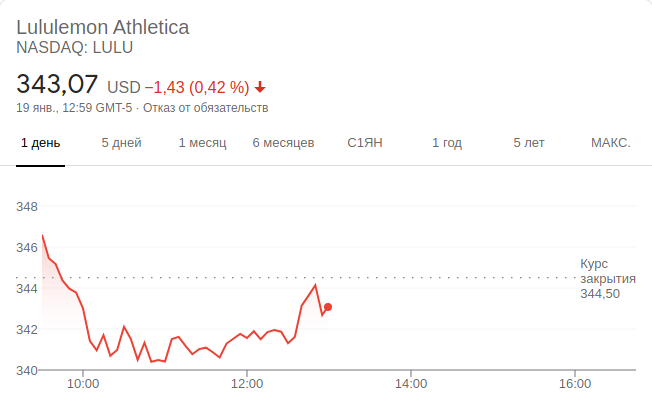 Lululemon Athletica
NASDAQ: LULU
343,07 USD −1,43 (0,42 %)
19 янв., 12:59 GMT-5 · Отказ от обязательств
1 день 5 дней 1 месяц 6 месяцев С1ЯН 1 год 5 лет МАКС.
348
346
Курс
закрытия
344,50
344
342
340
10:00 12:00 14:00 16:00